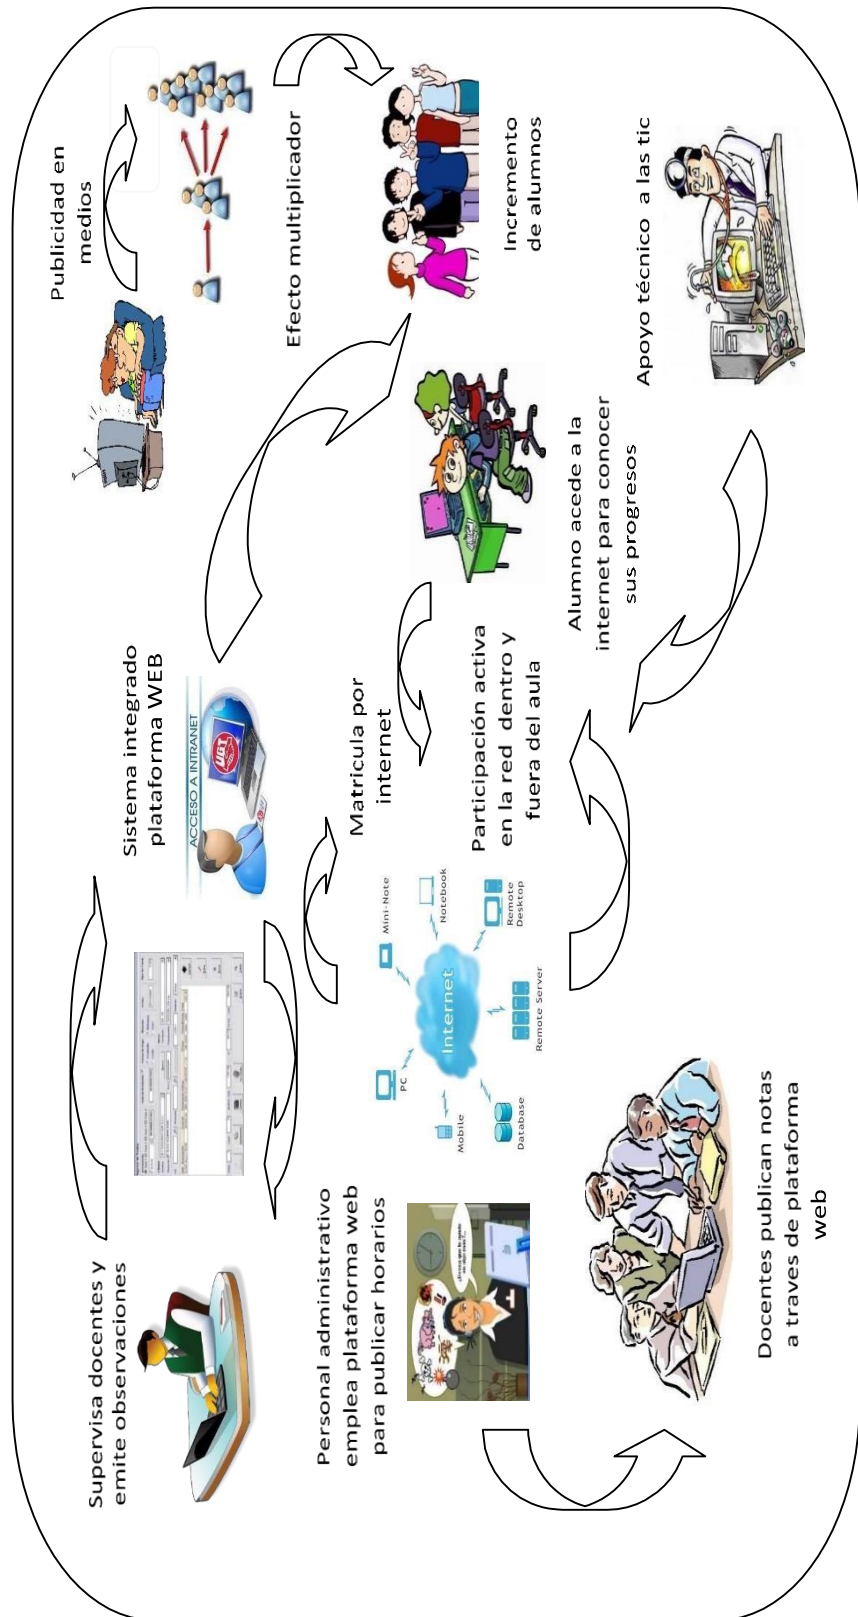 Supervisa docentes y
emite observaciones
Sistema integrado
plataforma WEB
ACCESO A INTRANET
UGT
Publicidad en
medios
Efecto multiplicador
Incremento
de alumnos
Personal administrativo
emplea plataforma web
para publicar horarios
Matricula por
internet
PC
Mini-Note
Mobile
Internet
Notebook
Database
Remote Server
Remote
Desktop
Participación activa
en la red dentro y
fuera del aula
Alumno acede a la
internet para conocer
sus progresos
Apoyo técnico a las tic
Docentes publican notas
a traves de plataforma
web